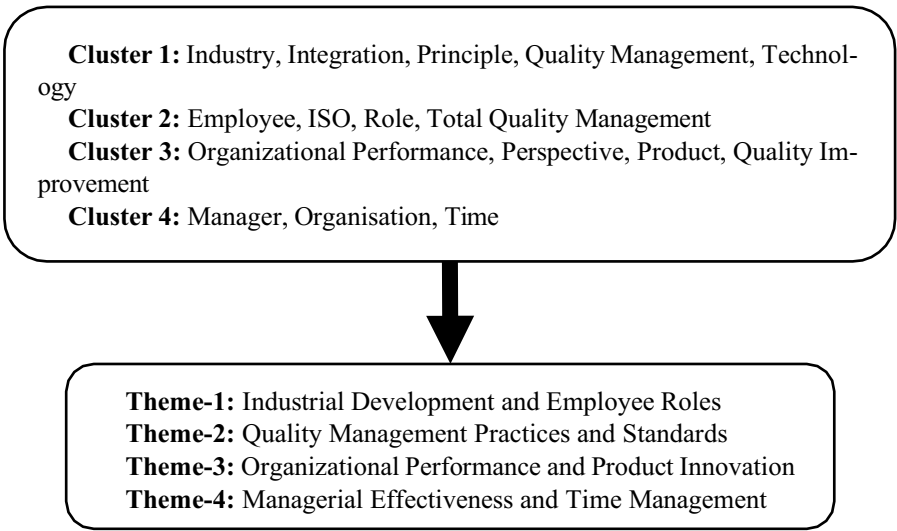 Cluster 1: Industry, Integration, Principle, Quality Management, Technol-
ogy
Cluster 2: Employee, ISO, Role, Total Quality Management
Cluster 3: Organizational Performance, Perspective, Product, Quality Im-
provement
Cluster 4: Manager, Organisation, Time
Theme-1: Industrial Development and Employee Roles
Theme-2: Quality Management Practices and Standards
Theme-3: Organizational Performance and Product Innovation
Theme-4: Managerial Effectiveness and Time Management